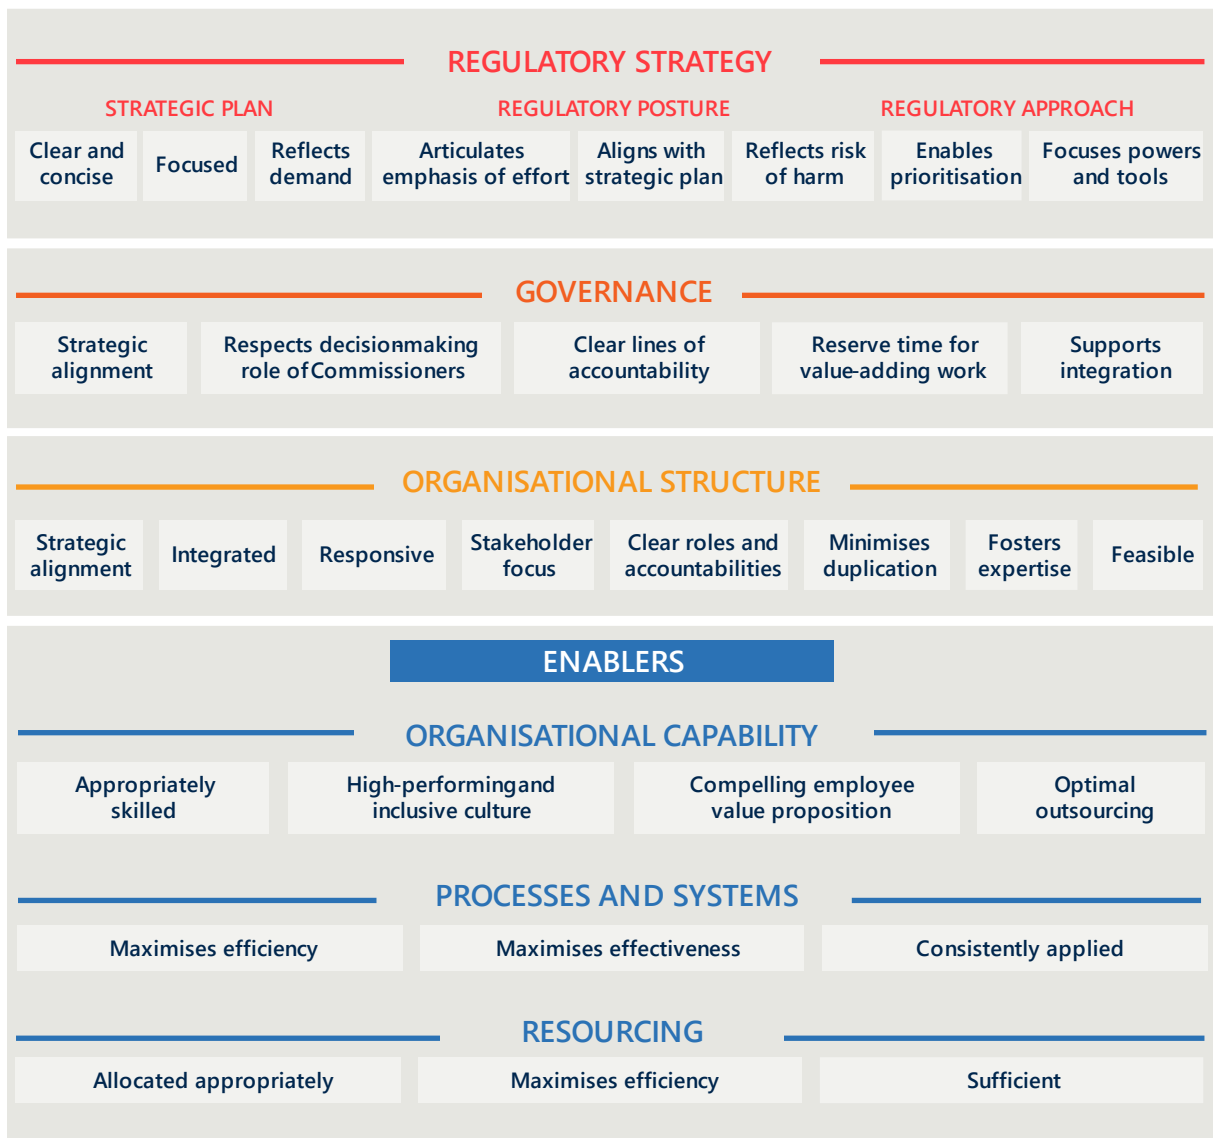 REGULATORY STRATEGY
STRATEGIC PLAN
REGULATORY POSTURE
REGULATORY APPROACH
Clear and
concise
Focused
Reflects
demand
Articulates
emphasis of effort
Aligns with
strategic plan
Reflects risk
of harm
Enables
prioritisation
Focuses powers
and tools
GOVERNANCE
Strategic
alignment
Respects decision-making
role of Commissioners
Clear lines of
accountability
Reserve time for
value-adding work
Supports
integration
ORGANISATIONAL STRUCTURE
Strategic
alignment
Integrated
Responsive
Stakeholder
focus
Clear roles and
accountabilities
Minimises
duplication
Fosters
expertise
Feasible
ENABLERS
ORGANISATIONAL CAPABILITY
Appropriately
skilled
High-performing and
inclusive culture
Compelling employee
value proposition
Optimal
outsourcing
PROCESSES AND SYSTEMS
Maximises efficiency
Maximises effectiveness
Consistently applied
RESOURCING
Allocated appropriately
Maximises efficiency
Sufficient